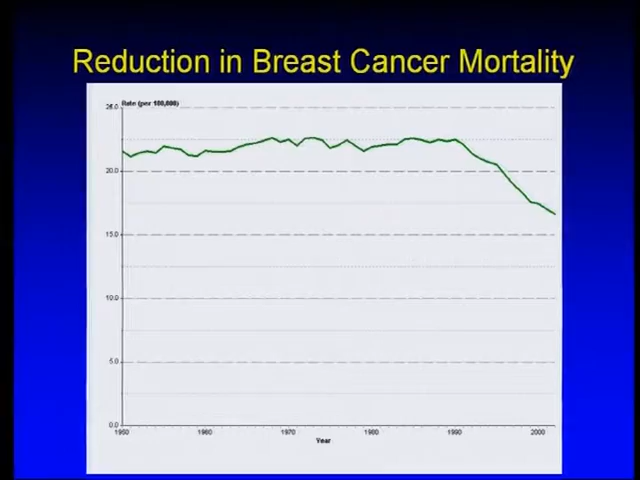 Reduction in Breast Cancer Mortality
Rate (per 100,000)
25.0
20.0
15.0
10.0
5.0
0.0
1950 1960 1970 1980 1990 2000
Year